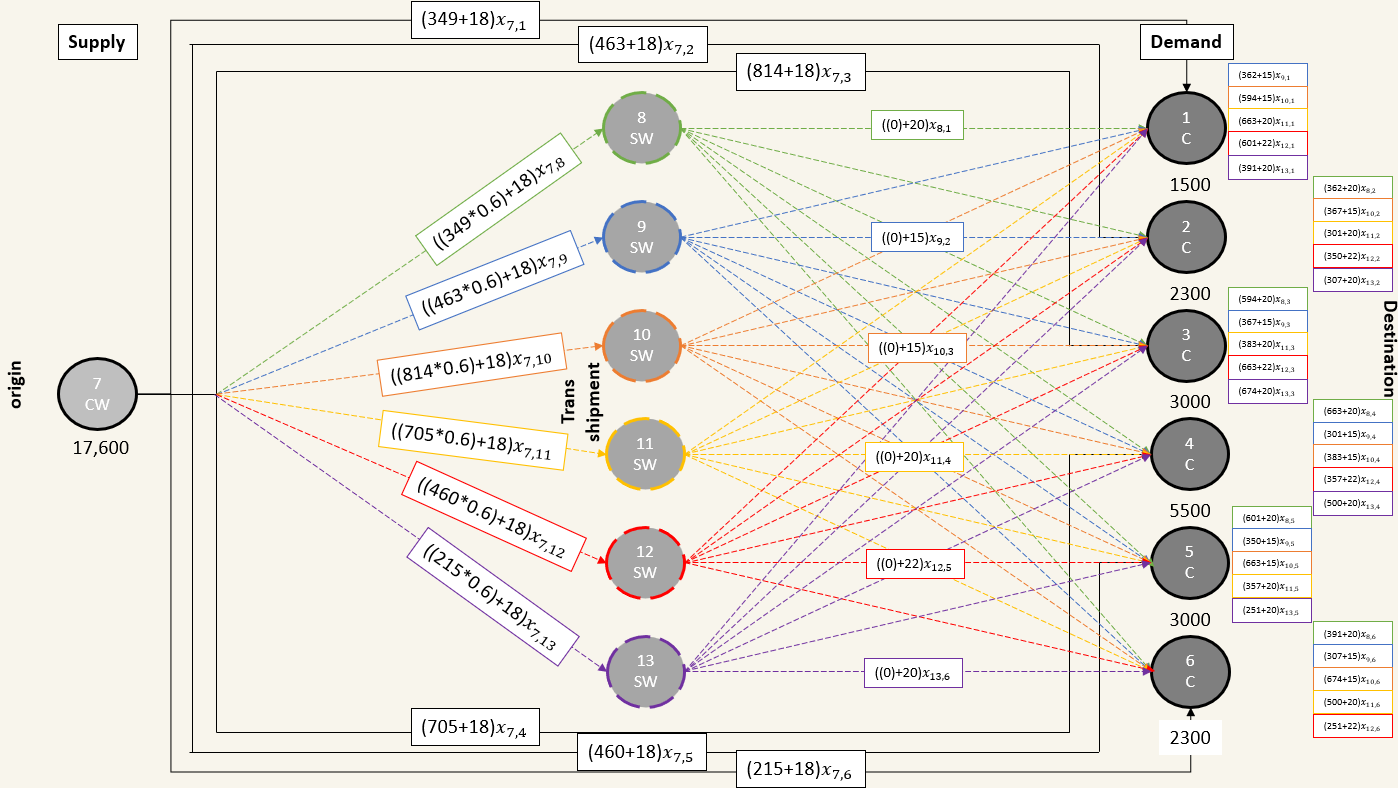 (349+18)x7,1
Supply
(463+18)x7,2
Demand
(814+18)x7,3
8
SW
((0)+20)x8,1
1
C
1500
(362+15)x9,1
(594+15)x10,1
(663+20)x11,1
(601+22)x12,1
(391+20)x13,1
((349*0.6)+18)x7,8
9
SW
((0)+15)x9,2
2
C
2300
(362+20)x8,2
(367+15)x10,2
(301+20)x11,2
(350+22)x12,2
(307+20)x13,2
((463*0.6)+18)x7,9
10
SW
((0)+15)x10,3
3
C
3000
(594+20)x8,3
(367+15)x9,3
(383+20)x11,3
(663+22)x12,3
(674+20)x13,3
Destination
((814*0.6)+18)x7,10
origin
7
CW
17,600
Trans
shipment
((705*0.6)+18)x7,11
11
SW
((0)+20)x11,4
4
C
5500
(663+20)x8,4
(301+15)x9,4
(383+15)x10,4
(357+22)x12,4
(500+20)x13,4
((460*0.6)+18)x7,12
12
SW
((0)+22)x12,5
5
C
3000
(601+20)x8,5
(350+15)x9,5
(663+15)x10,5
(357+20)x11,5
(251+20)x13,5
((215*0.6)+18)x7,13
13
SW
((0)+20)x13,6
6
C
2300
(391+20)x8,6
(307+15)x9,6
(674+15)x10,6
(500+20)x11,6
(251+22)x12,6
(705+18)x7,4
(460+18)x7,5
(215+18)x7,6